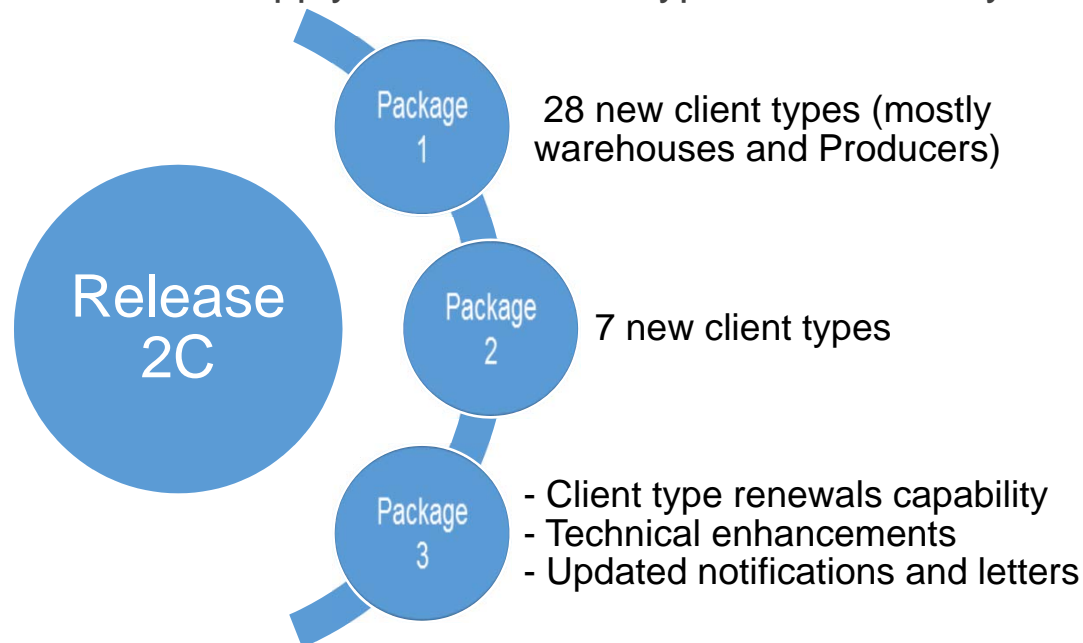 Package
1
28 new client types (mostly
warehouses and Producers)
Release
2C
Package
2
7 new client types
Package
3
- Client type renewals capability
- Technical enhancements
- Updated notifications and letters